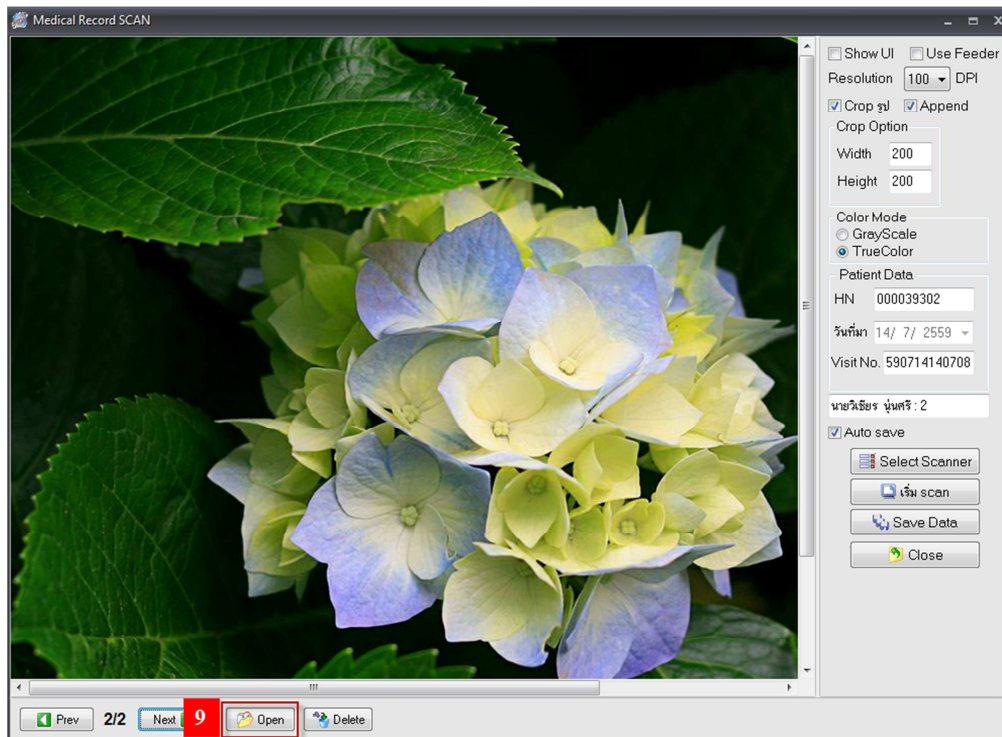 Medical Record SCAN
Show UI Use Feeder
Resolution 100 DPI
Crop รูป Append
Crop Option
Width 200
Height 200
Color Mode
GrayScale
TrueColor
Patient Data
HN 000039302
วันที่มา 14/ 7/ 2559
Visit No. 590714140708
นายวิเชียร นุ่นศรี : 2
Auto save
Select Scanner
เริ่ม scan
Save Data
Close
Prev 2/2 Next 9 Open Delete